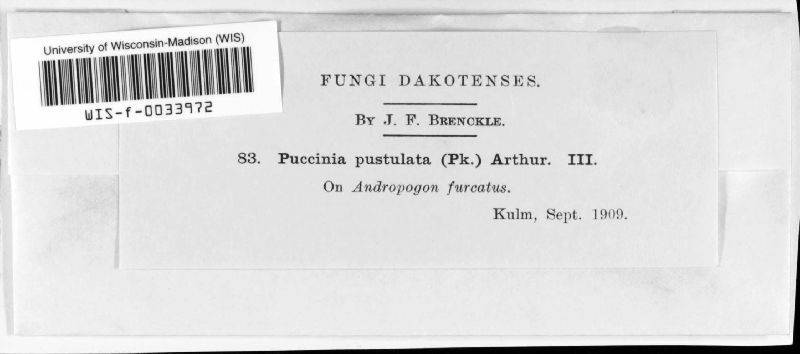 University of Wisconsin-Madison (WIS)
WIS-f-0033972
FUNGI DAKOTENSES.
BY J. F. BRENCKLE.
83. Puccinia pustulata (Pk.) Arthur. III.
On Andropogon furcatus.
Kulm, Sept. 1909.